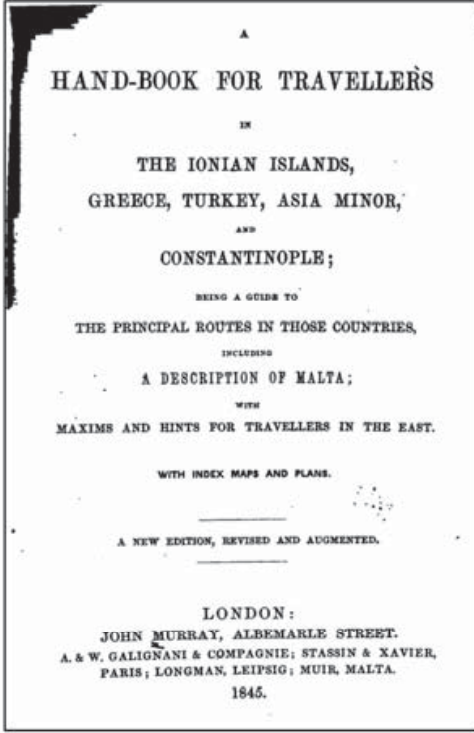 A
HAND-BOOK FOR TRAVELLERS
IN
THE IONIAN ISLANDS,
GREECE, TURKEY, ASIA MINOR,
AND
CONSTANTINOPLE;
BEING A GUIDE TO
THE PRINCIPAL ROUTES IN THOSE COUNTRIES,
INCLUDING
A DESCRIPTION OF MALTA;
WITH
MAXIMS AND HINTS FOR TRAVELLERS IN THE EAST.
WITH INDEX MAPS AND PLANS.
A NEW EDITION, REVISED AND AUGMENTED.
LONDON:
JOHN MURRAY, ALBEMARLE STREET.
A. & W. GALIGNANI & COMPAGNIE; STASSIN & XAVIER,
PARIS; LONGMAN, LEIPSIG; MUIR, MALTA.
1845.